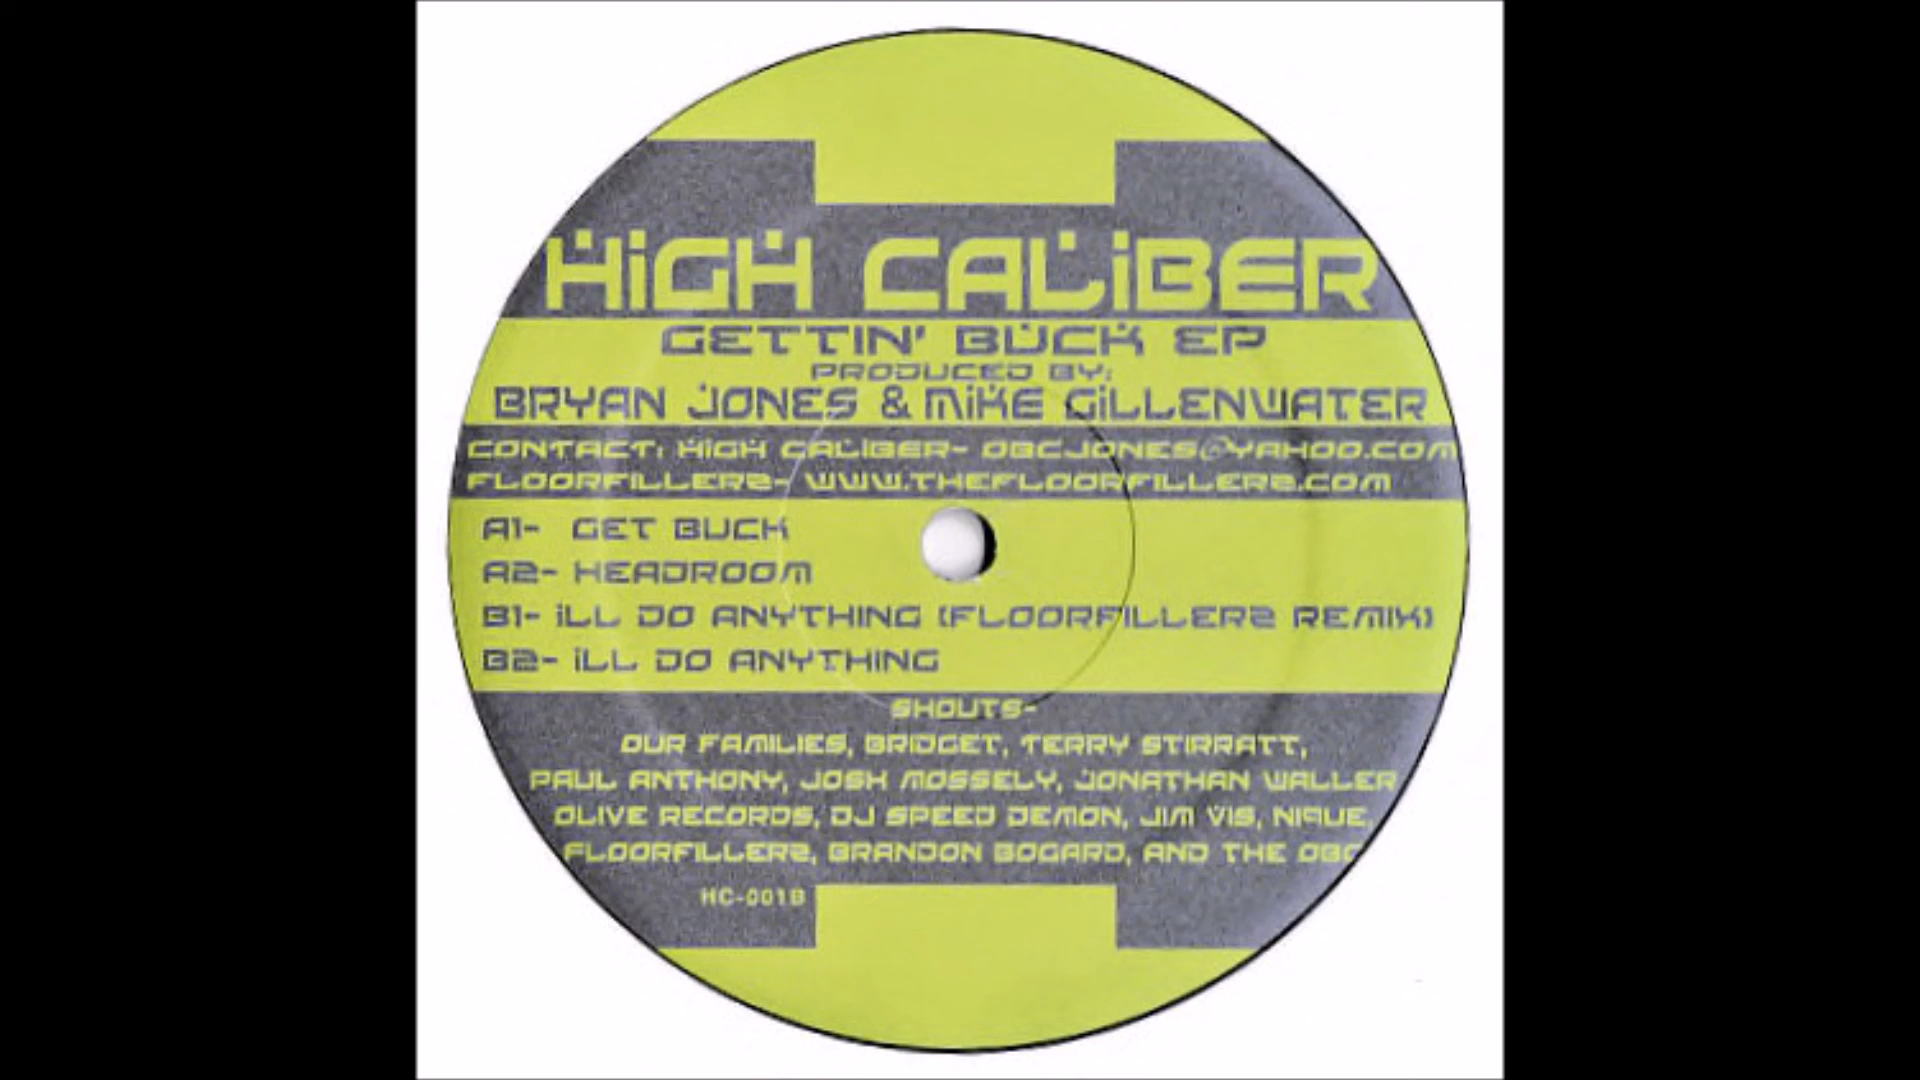 HiGH CALiBER
GETTIN' BUCK EP
PRODUCED BY:
BRYAN JONES & MiKE GiLLENWATER
CONTACT: HiGH CALiBER- OBCJONES@YAHOO.COM
FLOORFILLERZ- WWW.THEFLOORFILLERZ.COM
A1- GET BUCK
A2- HEADROOM
B1- iLL DO ANYTHING (FLOORFILLERZ REMIX)
B2- iLL DO ANYTHING
SHOUTS-
OUR FAMILIES, BRIDGET, TERRY STIRRATT,
PAUL ANTHONY, JOSH MOSSELY, JONATHAN WALLER
OLIVE RECORDS, DJ SPEED DEMON, JIM VIS, NIQUE,
FLOORFILLERZ, BRANDON BOGARD, AND THE OBC
HC-001B